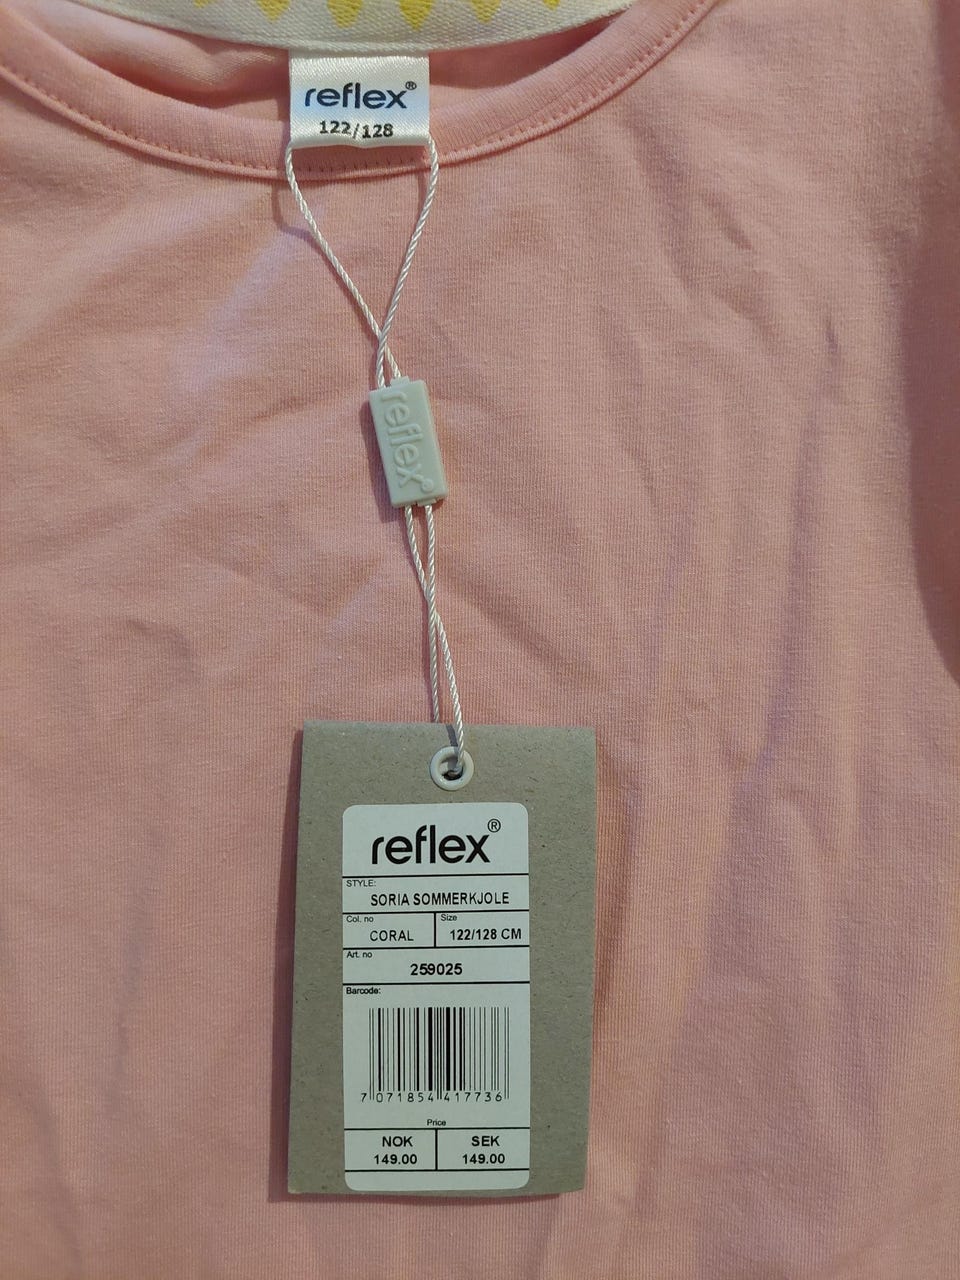 reflex®
122/128
reflex®
reflex®
STYLE:
SORIA SOMMERKJOLE
Col. no Size
CORAL 122/128 CM
Art. no
259025
Barcode:
7 071854 417736
Price
NOK SEK
149.00 149.00